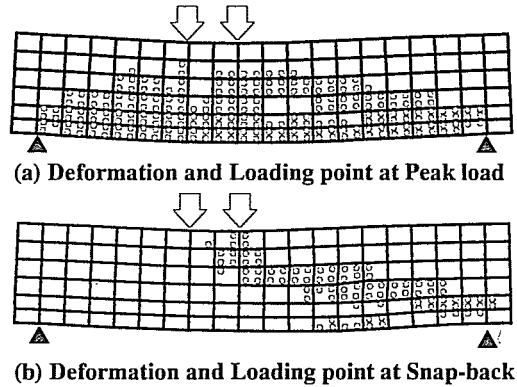 (a) Deformation and Loading point at Peak load
(b) Deformation and Loading point at Snap-back